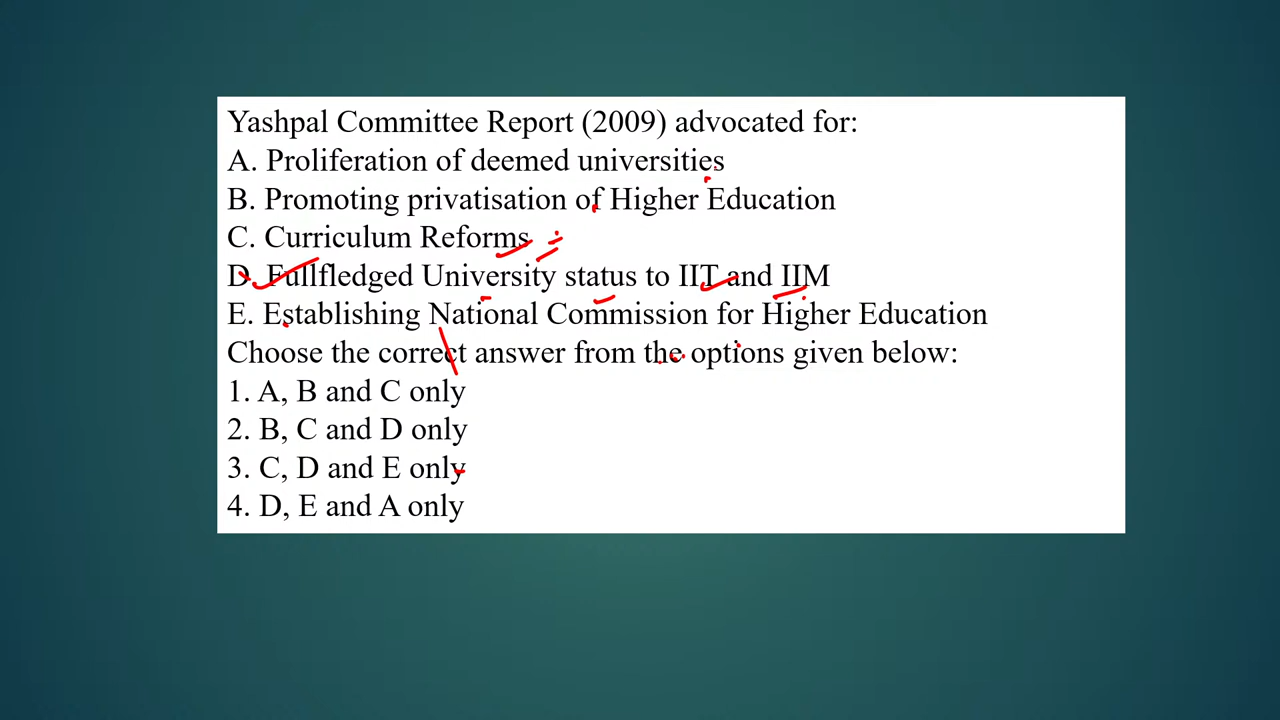 Yashpal Committee Report (2009) advocated for:
A. Proliferation of deemed universities
B. Promoting privatisation of Higher Education
C. Curriculum Reforms
D. Fullfledged University status to IIT and IIM
E. Establishing National Commission for Higher Education
Choose the correct answer from the options given below:
1. A, B and C only
2. B, C and D only
3. C, D and E only
4. D, E and A only